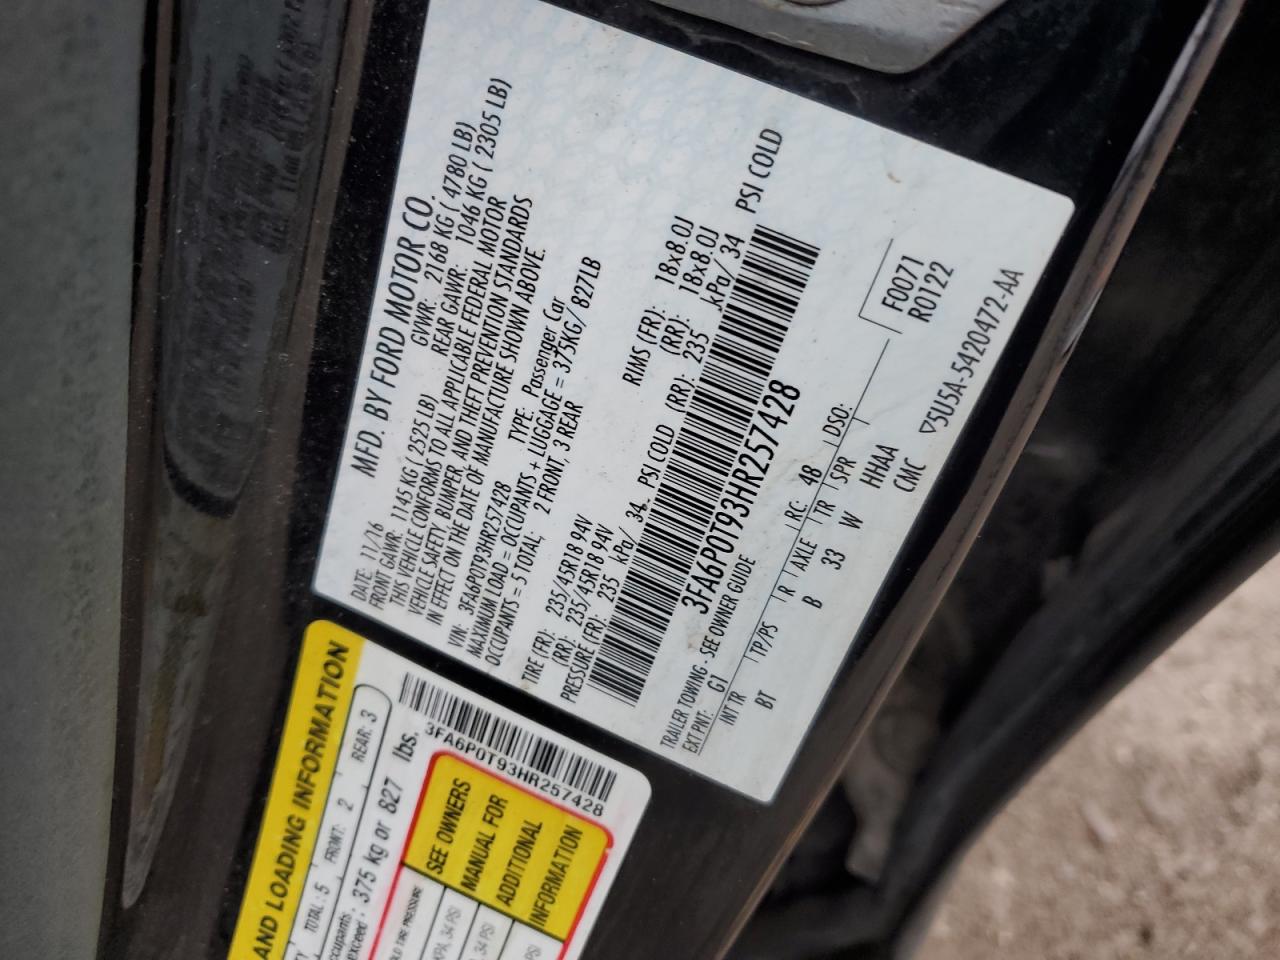 MFD. BY FORD MOTOR CO.
DATE: 11/16 GVWR: 2168 KG ( 4780 LB)
FRONT GAWR: 1145 KG ( 2525 LB) REAR GAWR: 1046 KG ( 2305 LB)
THIS VEHICLE CONFORMS TO ALL APPLICABLE FEDERAL MOTOR
VEHICLE SAFETY, BUMPER, AND THEFT PREVENTION STANDARDS
IN EFFECT ON THE DATE OF MANUFACTURE SHOWN ABOVE.
VIN: 3FA6P0T93HR257428 TYPE: Passenger Car
MAXIMUM LOAD = OCCUPANTS + LUGGAGE = 375KG/ 827LB
OCCUPANTS = 5 TOTAL; 2 FRONT, 3 REAR
TIRE (FR): 235/45R18 94V RIMS (FR): 18x8.0J
(RR): 235/45R18 94V (RR): 18x8.0J
PRESSURE (FR): 235 kPa/ 34 PSI COLD (RR): 235 kPa/ 34 PSI COLD
3FA6P0T93HR257428
TRAILER TOWING - SEE OWNER GUIDE
EXT PNT: G1 RC: 48 DSO: F0071
R0122
INT TR TP/PS R AXLE TR SPR
BT B 33 W HHAA
CNC ▽5U5A-5420472-AA
AND LOADING INFORMATION
TOTAL: 5 FRONT: 2 REAR: 3
exceed: 375 kg or 827 lbs.
3FA6P0T93HR257428
SEE OWNERS
MANUAL FOR
ADDITIONAL
INFORMATION